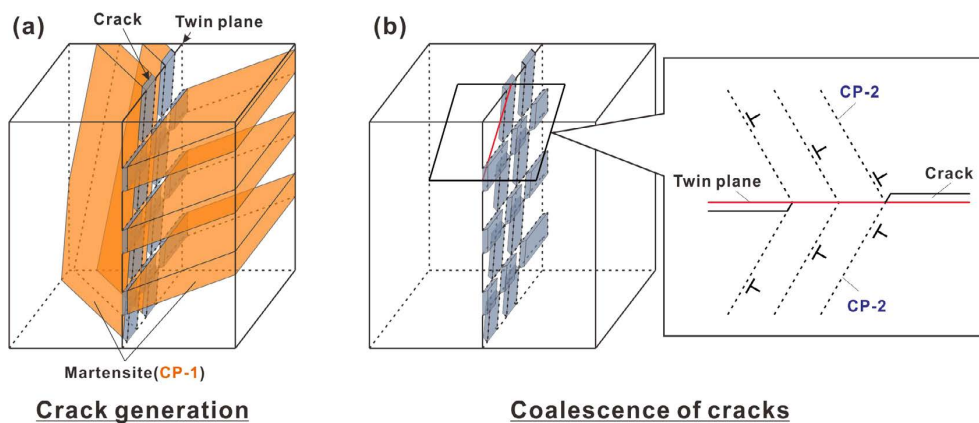 (a)
Crack
Twin plane
Martensite(CP-1)
Crack generation
(b)
CP-2
Twin plane
Crack
CP-2
Coalescence of cracks